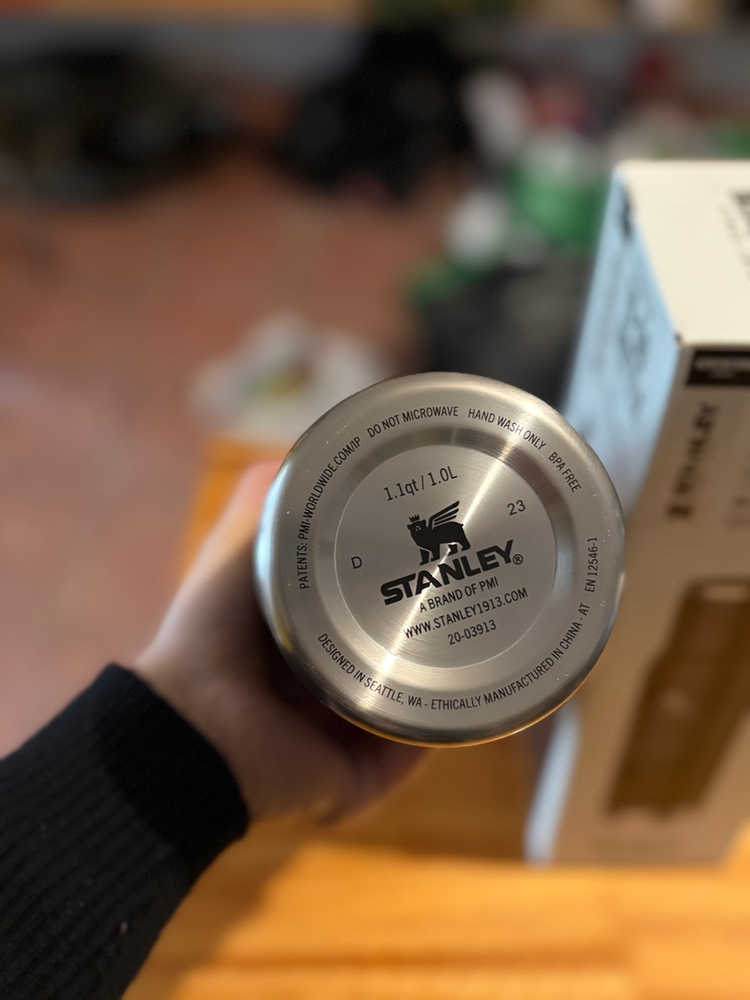 PATENTS: PMI-WORLDWIDE.COM/IP DO NOT MICROWAVE HAND WASH ONLY BPA FREE
1.1qt/1.0L
23
D
STANLEY®
A BRAND OF PMI
WWW.STANLEY1913.COM
20-03913
DESIGNED IN SEATTLE, WA - ETHICALLY MANUFACTURED IN CHINA - AT EN 12546-1
STANLEY